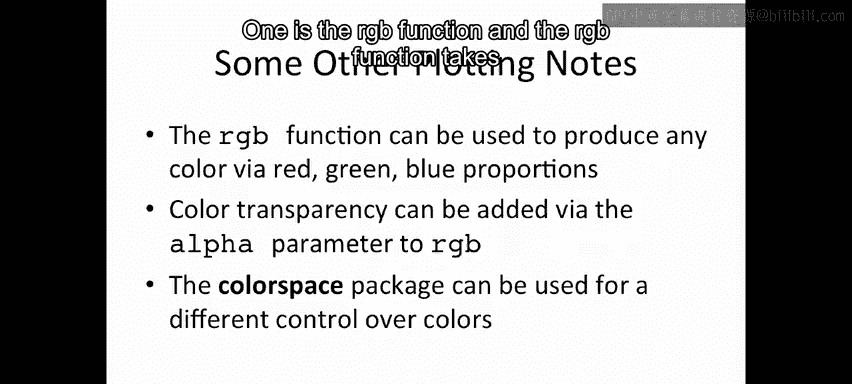 One is the rgb function and the rgb
function takes
Some Other Plotting Notes
• The rgb function can be used to produce any
color via red, green, blue proportions
• Color transparency can be added via the
alpha parameter to rgb
• The colorspace package can be used for a
different control over colors